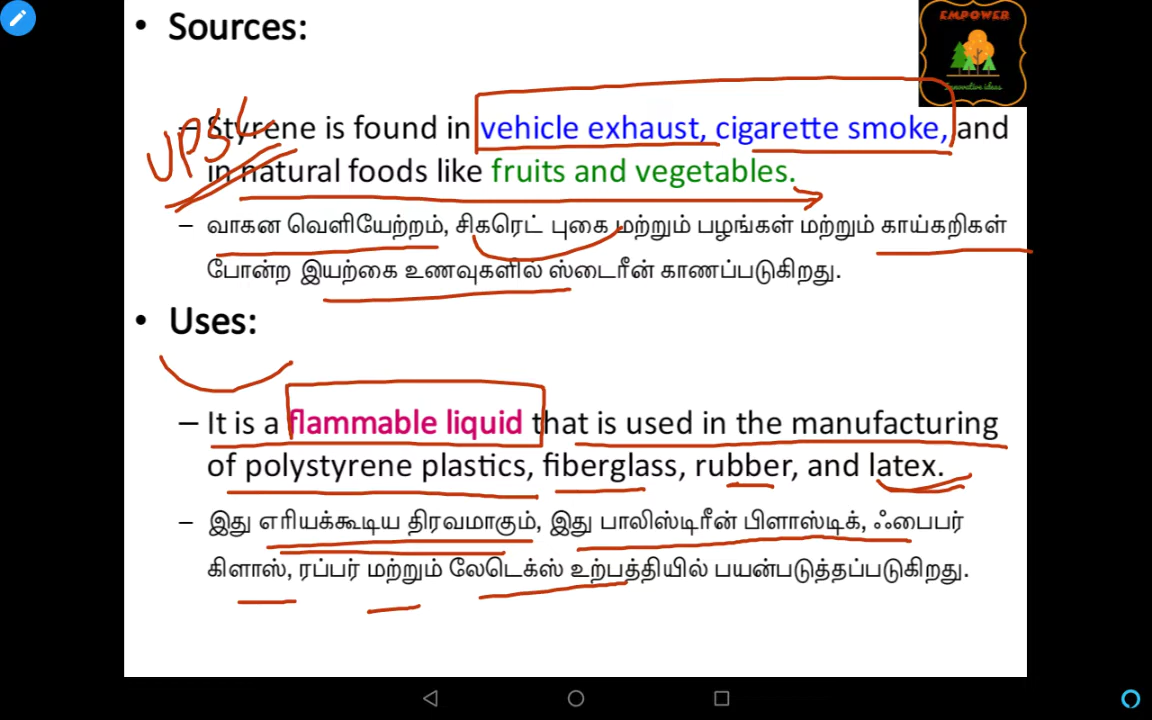 • Sources:
EMPOWER
Innovative ideas
– Styrene is found in vehicle exhaust, cigarette smoke, and
in natural foods like fruits and vegetables.
UPSC
– வாகன வெளியேற்றம், சிகரெட் புகை மற்றும் பழங்கள் மற்றும் காய்கறிகள்
போன்ற இயற்கை உணவுகளில் ஸ்டைரீன் காணப்படுகிறது.
• Uses:
– It is a flammable liquid that is used in the manufacturing
of polystyrene plastics, fiberglass, rubber, and latex.
– இது எரியக்கூடிய திரவமாகும், இது பாலிஸ்டிரீன் பிளாஸ்டிக், ஃபைபர்
கிளாஸ், ரப்பர் மற்றும் லேடெக்ஸ் உற்பத்தியில் பயன்படுத்தப்படுகிறது.